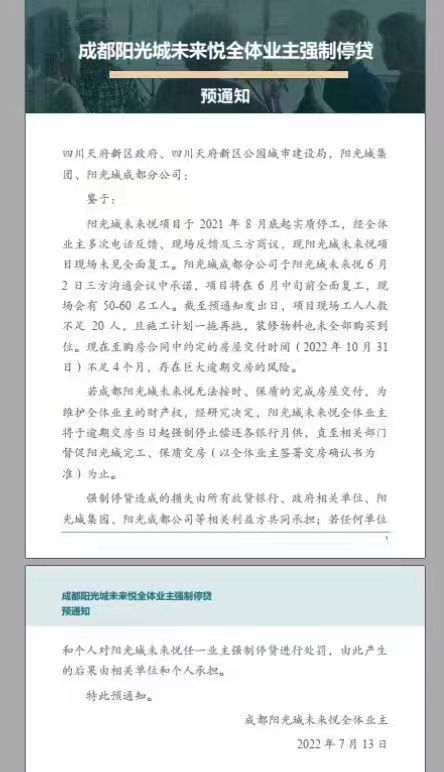 成都阳光城未来悦全体业主强制停贷
预通知
四川天府新区政府、四川天府新区公园城市建设局，阳光城集
团、阳光城成都分公司：
鉴于：
阳光城未来悦项目于 2021 年 8 月底起实质停工，经全体
业主多次电话反馈、现场反馈及三方商议，现阳光城未来悦项
目现场未见全面复工。阳光城成都分公司于阳光城未来悦 6 月
2 日三方沟通会议中承诺，项目将在 6 月中旬前全面复工，现
场会有 50-60 名工人。截至预通知发出日，项目现场工人人数
不足 20 人，且施工计划一拖再拖，装修物料也未全部购买到
位。现在至购房合同中约定的房屋交付时间（2022 年 10 月 31
日）不足 4 个月，存在巨大逾期交房的风险。
若成都阳光城未来悦无法按时、保质的完成房屋交付，为
维护全体业主的财产权，经研究决定，阳光城未来悦全体业主
将于逾期交房当日起强制停止偿还各银行月供，直至相关部门
督促阳光城完工、保质交房（以全体业主签署交房确认书为
准）为止。
强制停贷造成的损失由所有放贷银行、政府相关单位、阳
光城集团、阳光成都公司等相关利益方共同承担；若任何单位
1
成都阳光城未来悦全体业主强制停贷
预通知
和个人对阳光城未来悦任一业主强制停贷进行处罚，由此产生
的后果由相关单位和个人承担。
特此预通知。
成都阳光城未来悦全体业主
2022 年 7 月 13 日